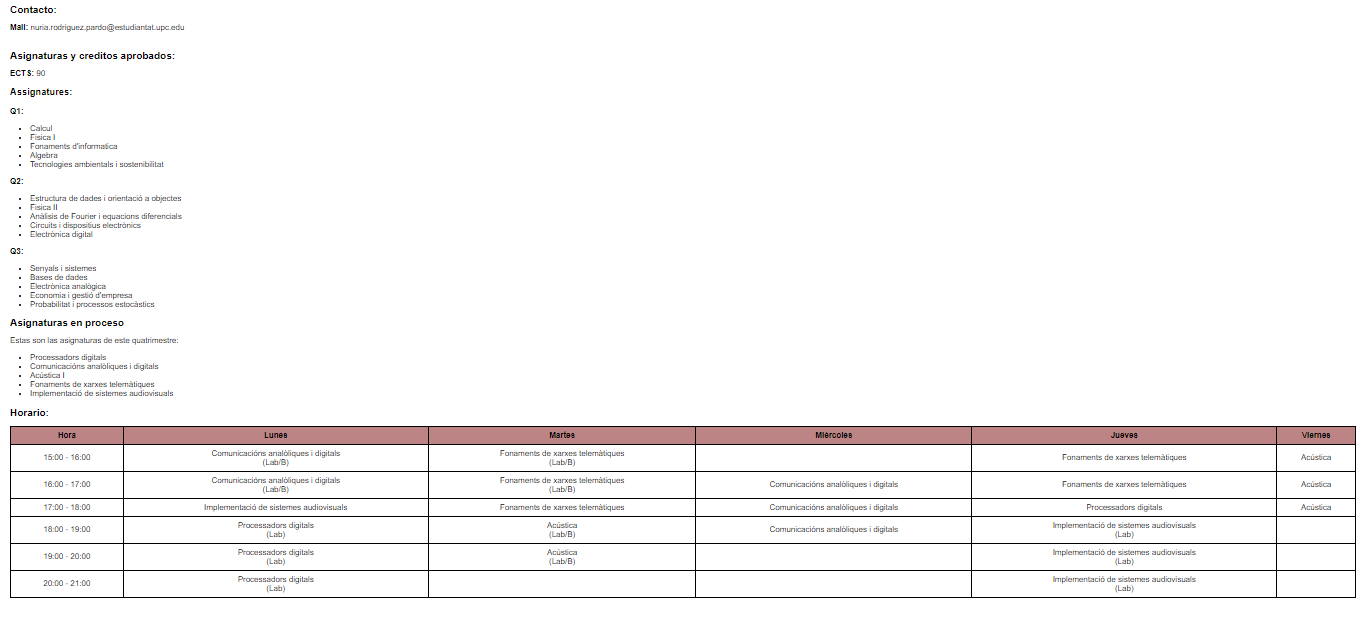 Contacto:
Mail: nuria.rodriguez.pardo@estudiantat.upc.edu
Asignaturas y creditos aprobados:
ECTS: 90
Assignatures:
Q1:
Calcul
Fisica I
Fonaments d'informatica
Algebra
Tecnologies ambientals i sostenibilitat
Q2:
Estructura de dades i orientació a objectes
Fisica II
Anàlisis de Fourier i equacions diferencials
Circuits i dispositius electrònics
Electrònica digital
Q3:
Senyals i sistemes
Bases de dades
Electrònica analògica
Economia i gestió d'empresa
Probabilitat i processos estocàstics
Asignaturas en proceso
Estas son las asignaturas de este quatrimestre:
Processadors digitals
Comunicacións analòliques i digitals
Acústica I
Fonaments de xarxes telemàtiques
Implementació de sistemes audiovisuals
Horario:
Hora Lunes Martes Miércoles Jueves Viernes
15:00 - 16:00 Comunicacións analòliques i digitals (Lab/B) Fonaments de xarxes telemàtiques (Lab/B) Fonaments de xarxes telemàtiques Acústica
16:00 - 17:00 Comunicacións analòliques i digitals (Lab/B) Fonaments de xarxes telemàtiques (Lab/B) Comunicacións analòliques i digitals Fonaments de xarxes telemàtiques Acústica
17:00 - 18:00 Implementació de sistemes audiovisuals Fonaments de xarxes telemàtiques Comunicacións analòliques i digitals Processadors digitals Acústica
18:00 - 19:00 Processadors digitals (Lab) Acústica (Lab/B) Comunicacións analòliques i digitals Implementació de sistemes audiovisuals (Lab)
19:00 - 20:00 Processadors digitals (Lab) Acústica (Lab/B) Implementació de sistemes audiovisuals (Lab)
20:00 - 21:00 Processadors digitals (Lab) Implementació de sistemes audiovisuals (Lab)